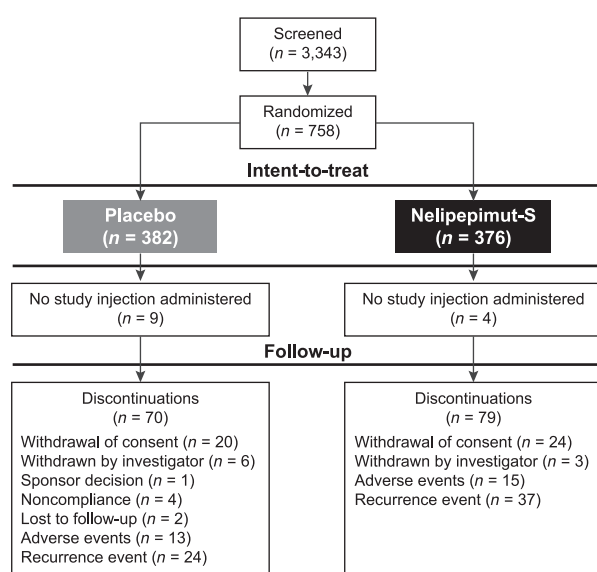 Screened
(n = 3,343)
Randomized
(n = 758)
Intent-to-treat
Placebo
(n = 382)
Nelipepimut-S
(n = 376)
No study injection administered
(n = 9)
No study injection administered
(n = 4)
Follow-up
Discontinuations
(n = 70)
Withdrawal of consent (n = 20)
Withdrawn by investigator (n = 6)
Sponsor decision (n = 1)
Noncompliance (n = 4)
Lost to follow-up (n = 2)
Adverse events (n = 13)
Recurrence event (n = 24)
Discontinuations
(n = 79)
Withdrawal of consent (n = 24)
Withdrawn by investigator (n = 3)
Adverse events (n = 15)
Recurrence event (n = 37)